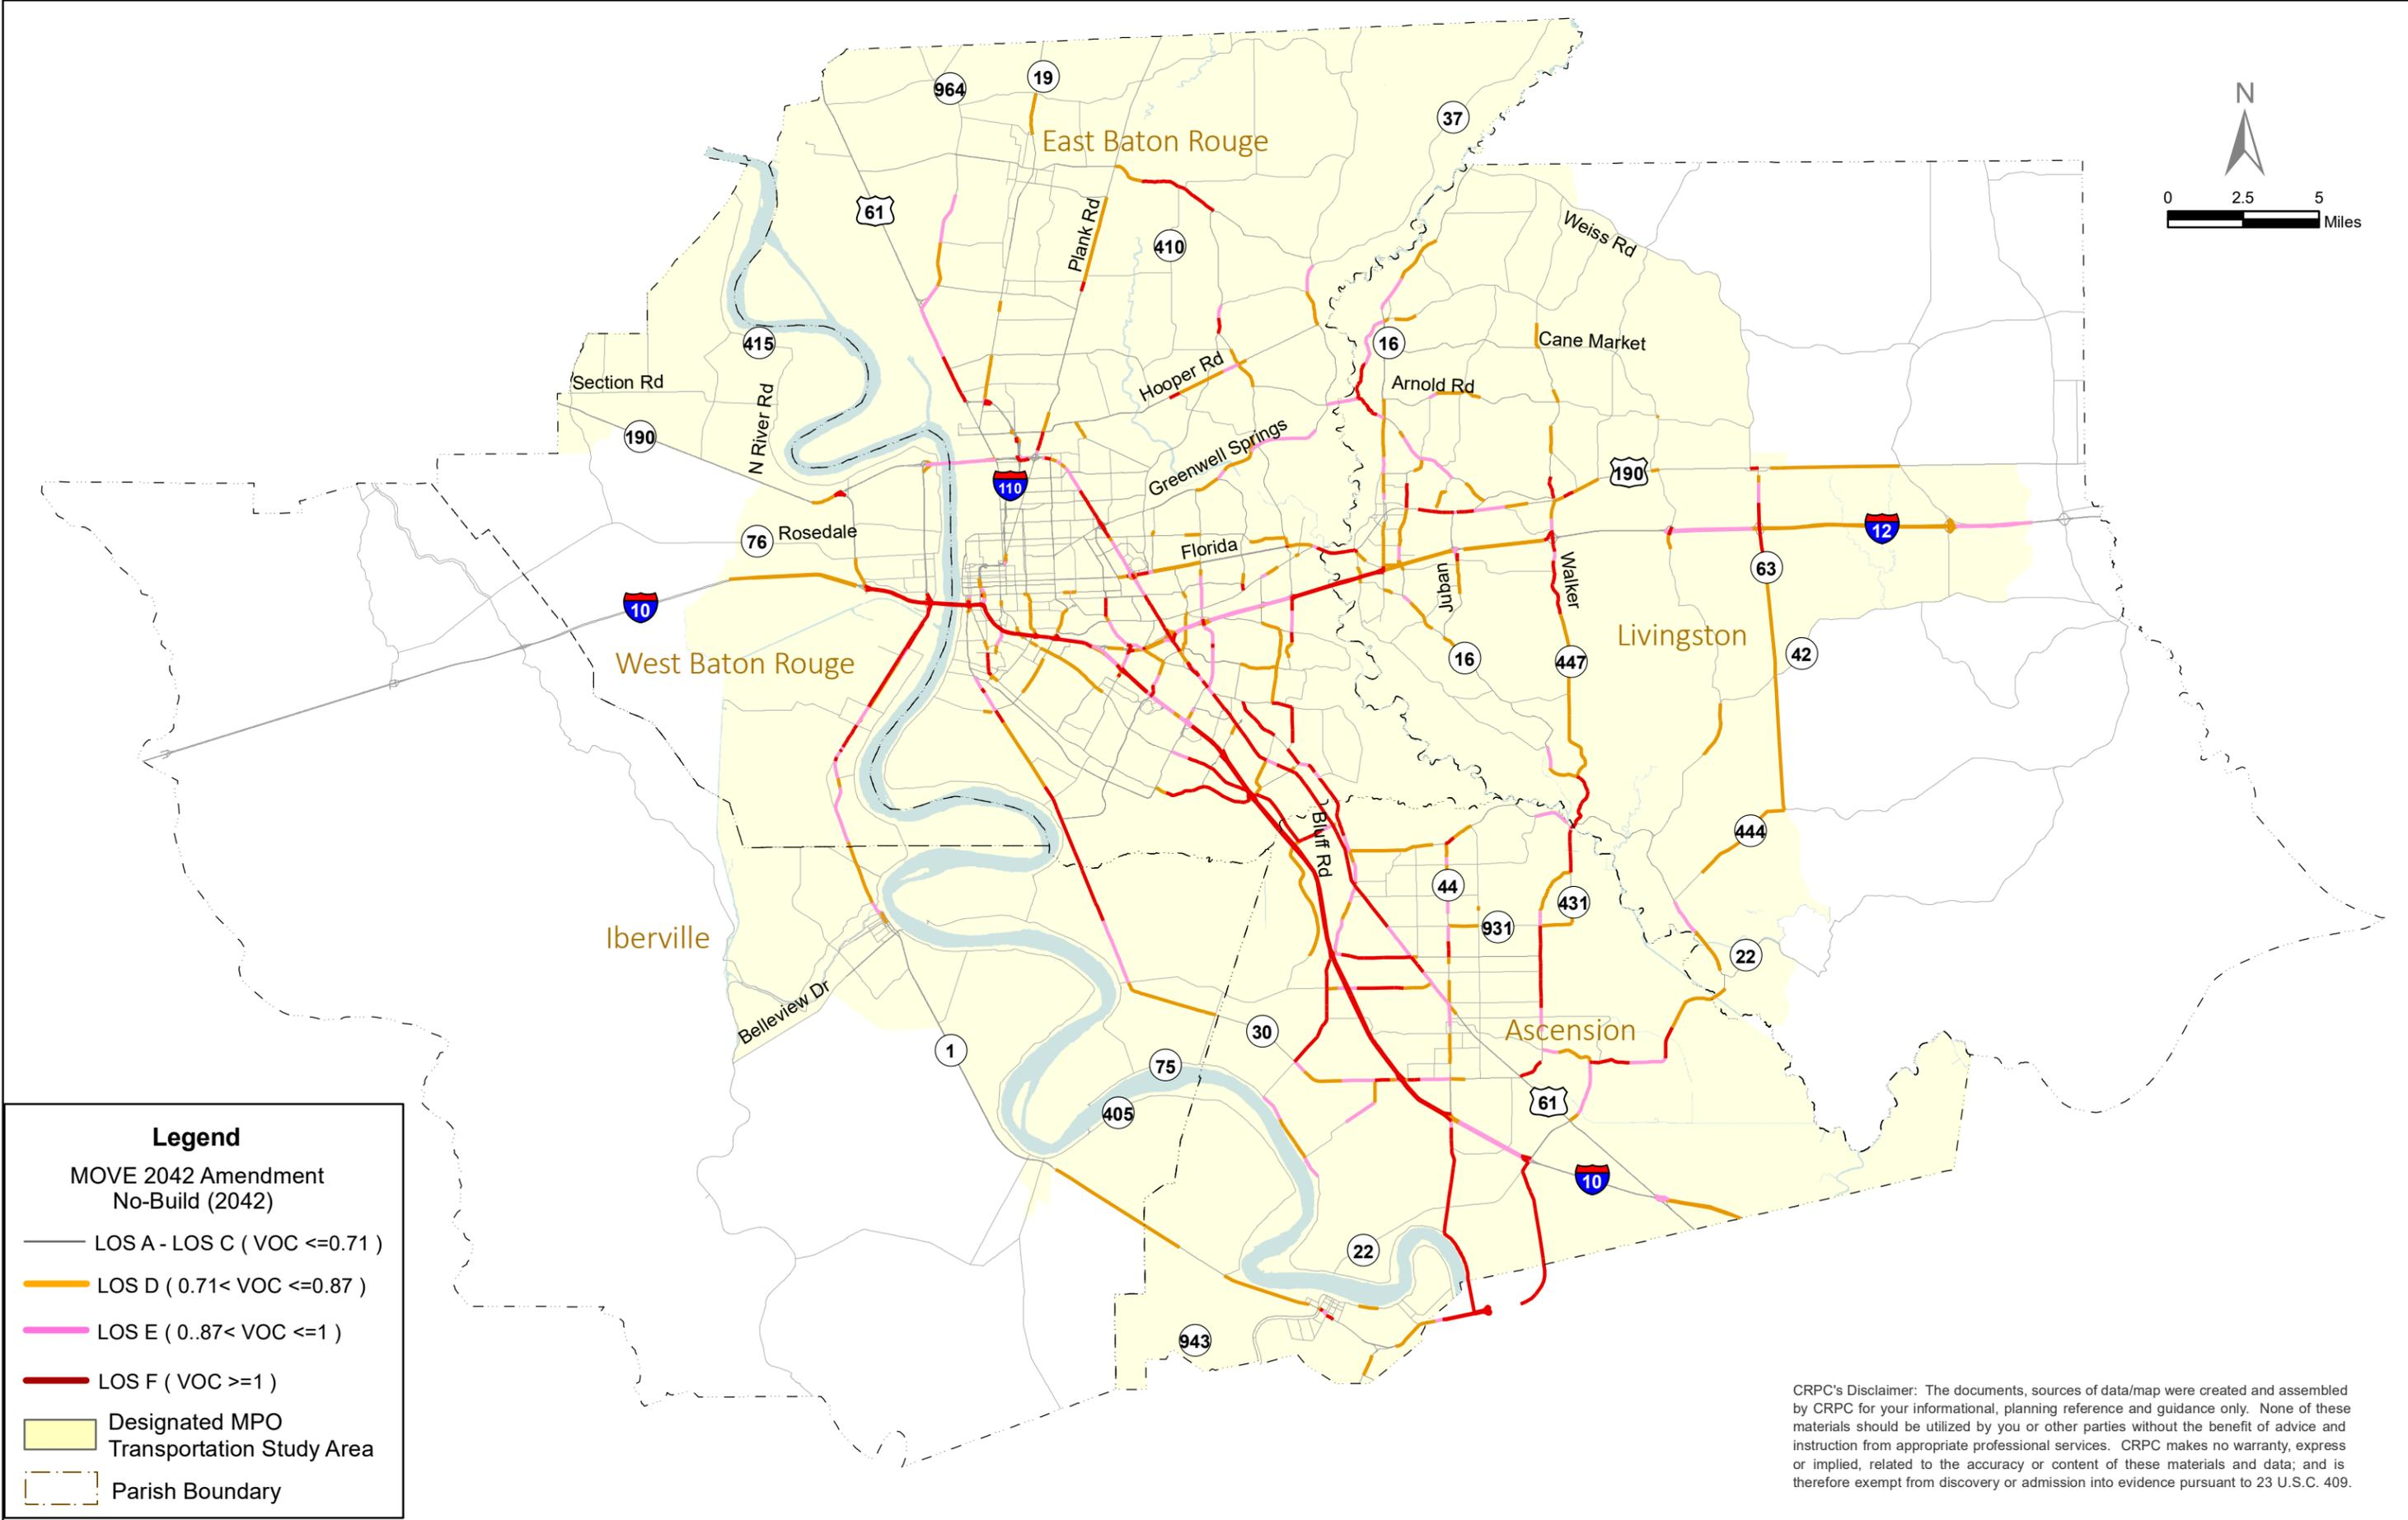 964
19
37
N
East Baton Rouge
0 2.5 5
Miles
61
Plank Rd
410
Weiss Rd
415
16
Cane Market
Section Rd
Hooper Rd
Arnold Rd
N River Rd
190
Greenwell Springs
190
110
76
Rosedale
Florida
12
10
Juban
Walker
63
West Baton Rouge
16
447
Livingston
42
Bluff Rd
444
44
431
Iberville
931
22
Belleview Dr
1
30
Ascension
75
405
61
10
22
943
Legend
MOVE 2042 Amendment
No-Build (2042)
LOS A - LOS C ( VOC <=0.71 )
LOS D ( 0.71< VOC <=0.87 )
LOS E ( 0..87< VOC <=1 )
LOS F ( VOC >=1 )
Designated MPO
Transportation Study Area
Parish Boundary
CRPC's Disclaimer: The documents, sources of data/map were created and assembled
by CRPC for your informational, planning reference and guidance only. None of these
materials should be utilized by you or other parties without the benefit of advice and
instruction from appropriate professional services. CRPC makes no warranty, express
or implied, related to the accuracy or content of these materials and data; and is
therefore exempt from discovery or admission into evidence pursuant to 23 U.S.C. 409.